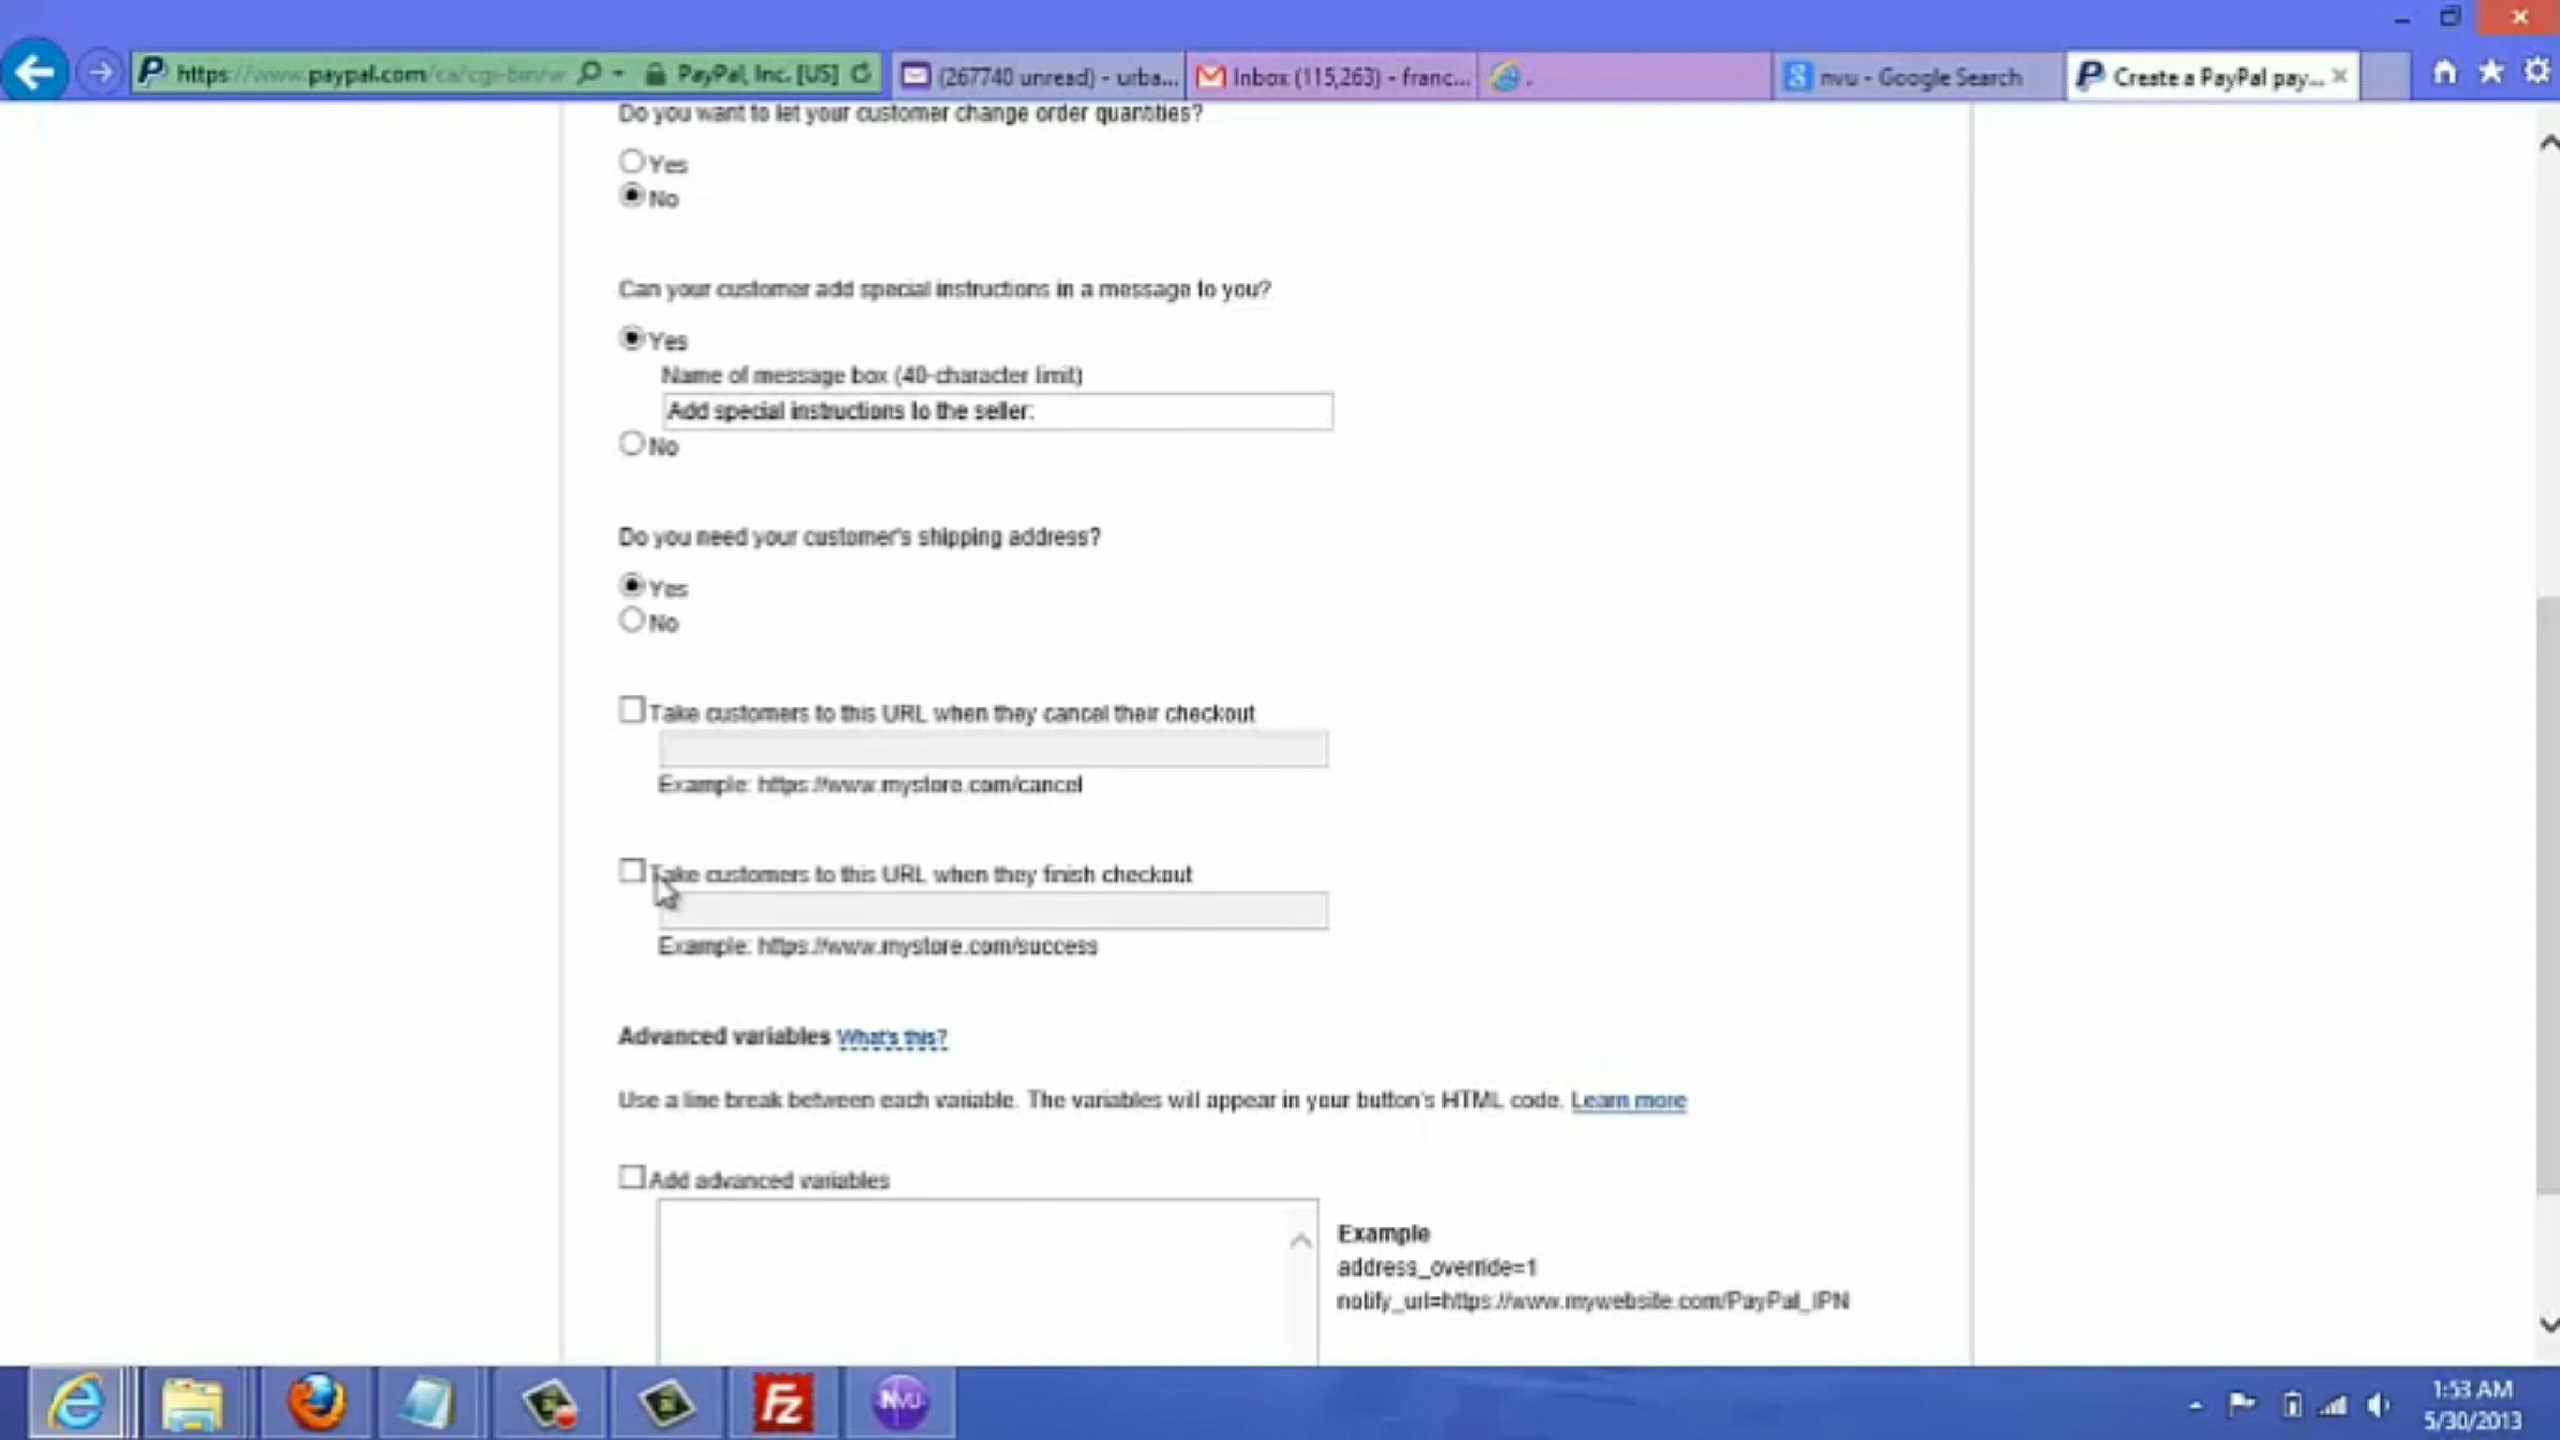 https://www.paypal.com/ca/cgi-bin/w
PayPal, Inc. [US]
(267740 unread) - urba...
Inbox (115,263) - franc...
.
nvu - Google Search
Create a PayPal pay...
Do you want to let your customer change order quantities?
Yes
No
Can your customer add special instructions in a message to you?
Yes
Name of message box (40-character limit)
Add special instructions to the seller:
No
Do you need your customer's shipping address?
Yes
No
Take customers to this URL when they cancel their checkout
Example: https://www.mystore.com/cancel
Take customers to this URL when they finish checkout
Example: https://www.mystore.com/success
Advanced variables What's this?
Use a line break between each variable. The variables will appear in your button's HTML code. Learn more
Add advanced variables
Example
address_override=1
notify_url=https://www.mywebsite.com/PayPal_IPN
Fz
NVU
1:53 AM
5/30/2013